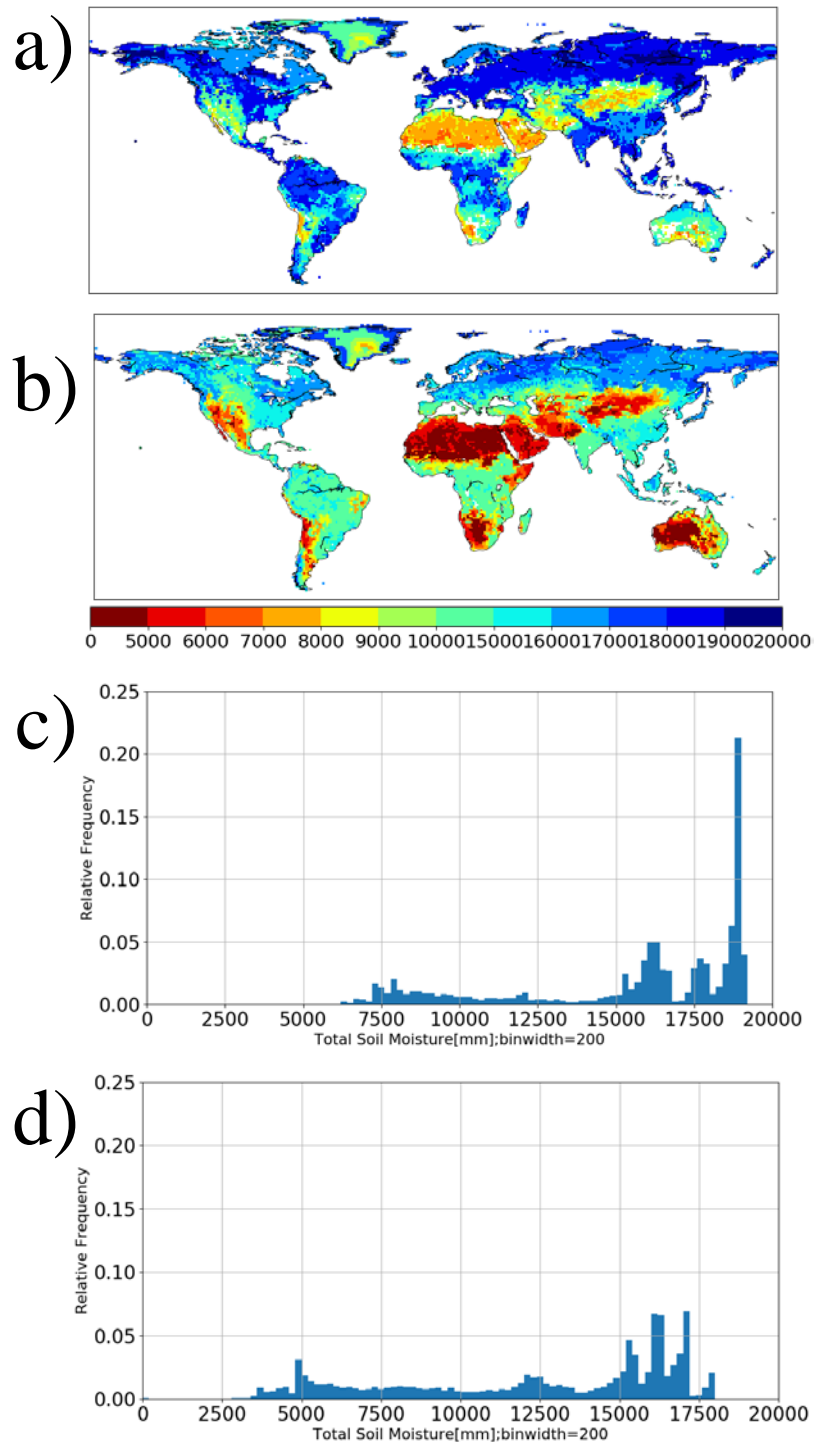 a)
b)
0 5000 6000 7000 8000 9000 10000 15000 16000 17000 18000 19000 20000
c)
0.25
0.20
0.15
0.10
0.05
0.00
Relative Frequency
0 2500 5000 7500 10000 12500 15000 17500 20000
Total Soil Moisture[mm];binwidth=200
d)
0.25
0.20
0.15
0.10
0.05
0.00
Relative Frequency
0 2500 5000 7500 10000 12500 15000 17500 20000
Total Soil Moisture[mm];binwidth=200